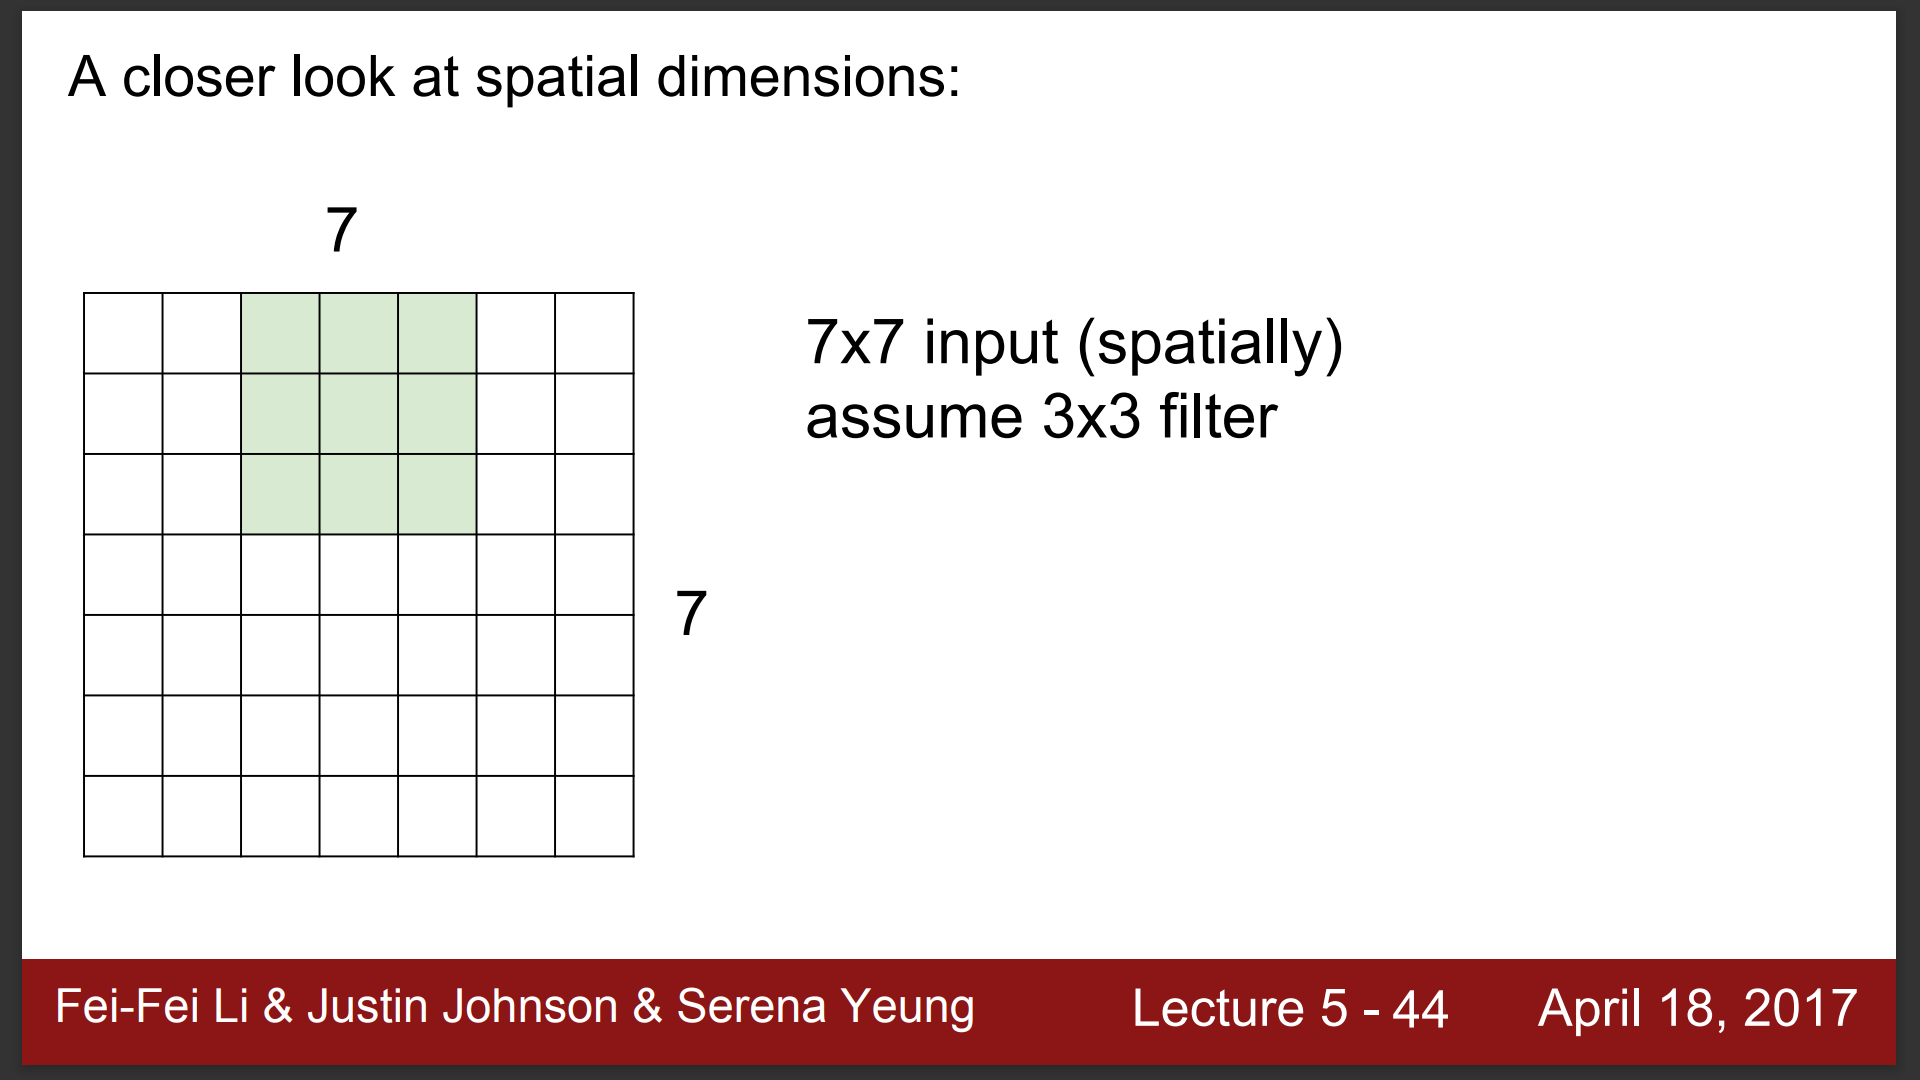 A closer look at spatial dimensions:
7
7x7 input (spatially)
assume 3x3 filter
7
Fei-Fei Li & Justin Johnson & Serena Yeung
Lecture 5 - 44
April 18, 2017